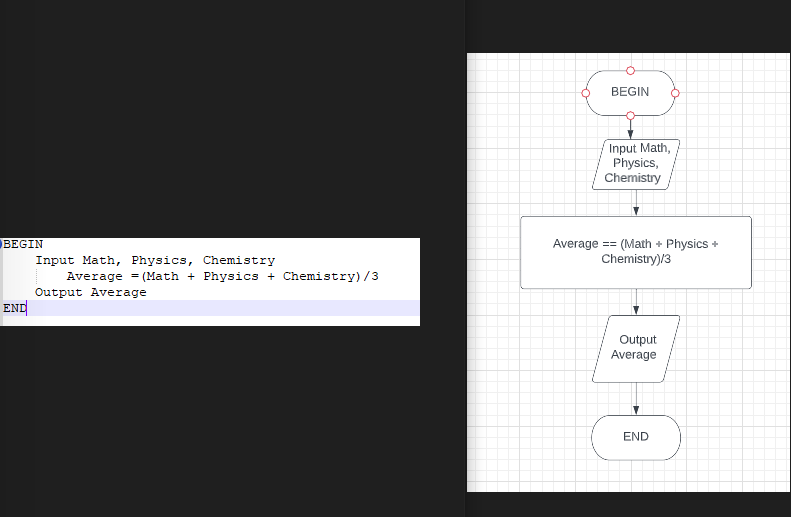 BEGIN
Input Math, Physics, Chemistry
Average =(Math + Physics + Chemistry)/3
Output Average
END
BEGIN
Input Math,
Physics,
Chemistry
Average == (Math + Physics +
Chemistry)/3
Output
Average
END